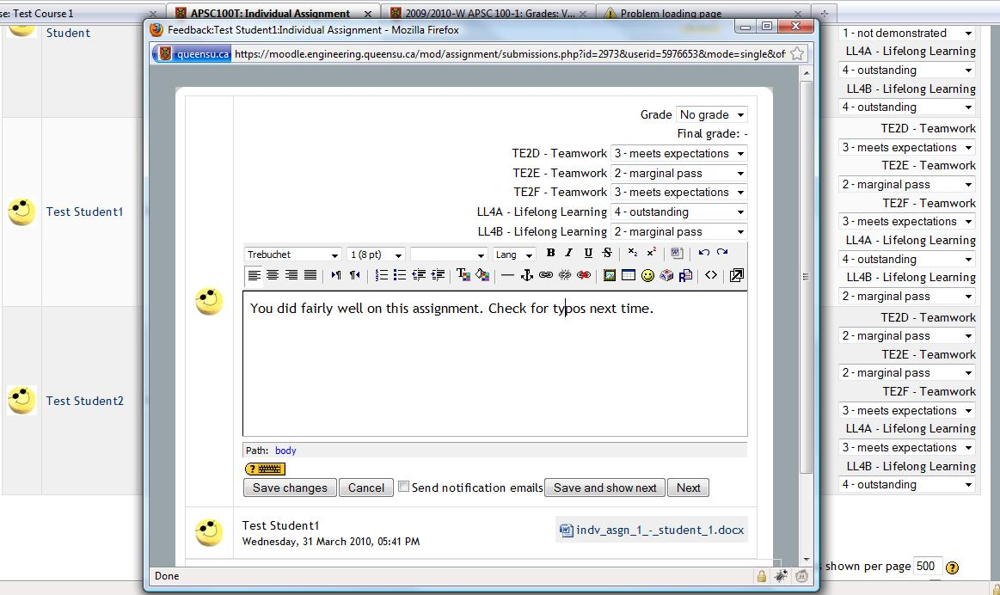 se: Test Course 1
APSC100T: Individual Assignment
2009/2010-W APSC 100-1: Grades: V...
Problem loading page
Feedback:Test Student1:Individual Assignment - Mozilla Firefox
queensu.ca https://moodle.engineering.queensu.ca/mod/assignment/submissions.php?id=2973&userid=5976653&mode=single&of
Student
Test Student1
Test Student2
Grade No grade
Final grade: -
TE2D - Teamwork 3 - meets expectations
TE2E - Teamwork 2 - marginal pass
TE2F - Teamwork 3 - meets expectations
LL4A - Lifelong Learning 4 - outstanding
LL4B - Lifelong Learning 2 - marginal pass
Trebuchet 1 (8 pt) Lang B I U S
You did fairly well on this assignment. Check for typos next time.
Path: body
Save changes Cancel Send notification emails Save and show next Next
Test Student1
Wednesday, 31 March 2010, 05:41 PM
indv_asgn_1_-_student_1.docx
Done
1 - not demonstrated
LL4A - Lifelong Learning
4 - outstanding
LL4B - Lifelong Learning
4 - outstanding
TE2D - Teamwork
3 - meets expectations
TE2E - Teamwork
2 - marginal pass
TE2F - Teamwork
3 - meets expectations
LL4A - Lifelong Learning
4 - outstanding
LL4B - Lifelong Learning
2 - marginal pass
TE2D - Teamwork
2 - marginal pass
TE2E - Teamwork
2 - marginal pass
TE2F - Teamwork
3 - meets expectations
LL4A - Lifelong Learning
3 - meets expectations
LL4B - Lifelong Learning
4 - outstanding
s shown per page 500